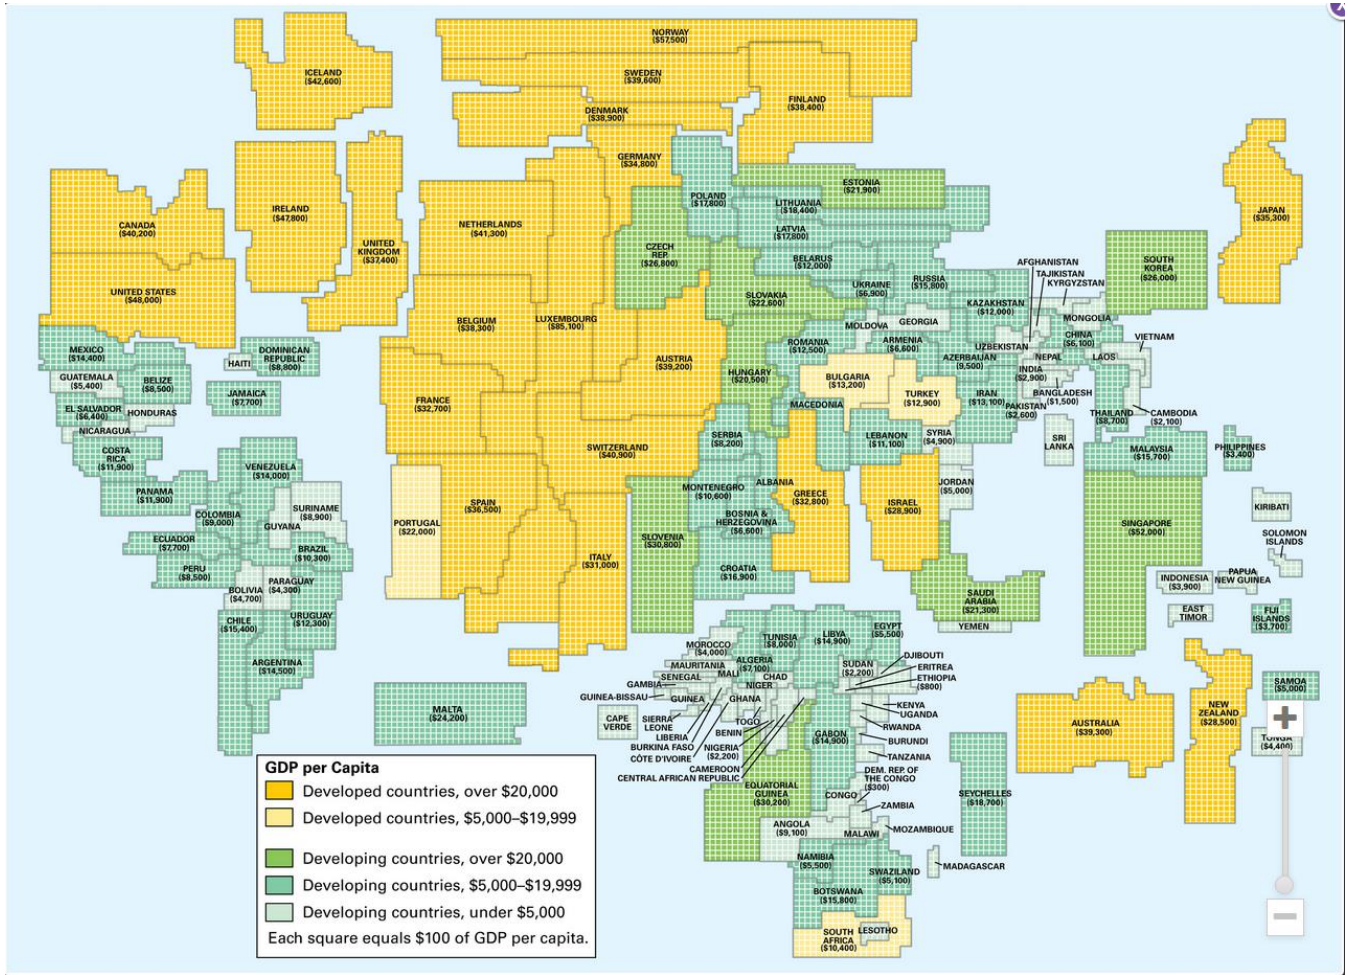 NORWAY
($57,500)
ICELAND
($42,600)
SWEDEN
($39,600)
FINLAND
($38,400)
DENMARK
($38,900)
GERMANY
($34,800)
ESTONIA
($21,900)
POLAND
($17,800)
LITHUANIA
($18,400)
LATVIA
($17,800)
BELARUS
($12,000)
CANADA
($40,200)
IRELAND
($47,800)
UNITED
KINGDOM
($37,400)
NETHERLANDS
($41,300)
CZECH
REP.
($26,800)
JAPAN
($35,300)
UNITED STATES
($48,000)
SLOVAKIA
($22,600)
UKRAINE
($6,900)
RUSSIA
($15,800)
AFGHANISTAN
TAJIKISTAN
KYRGYZSTAN
SOUTH
KOREA
($26,000)
KAZAKHSTAN
($12,000)
BELGIUM
($38,300)
LUXEMBOURG
($85,100)
MOLDOVA
GEORGIA
MONGOLIA
CHINA
($6,100)
VIETNAM
MEXICO
($14,400)
HAITI
DOMINICAN
REPUBLIC
($8,800)
AUSTRIA
($39,200)
ROMANIA
($12,500)
ARMENIA
($6,600)
UZBEKISTAN
AZERBAIJAN
(9,500)
NEPAL
LAOS
GUATEMALA
($5,400)
BELIZE
($8,500)
JAMAICA
($7,700)
HUNGARY
($20,500)
BULGARIA
($13,200)
TURKEY
($12,900)
INDIA
($2,900)
BANGLADESH
($1,500)
IRAN
($13,100)
PAKISTAN
($2,600)
FRANCE
($32,700)
MACEDONIA
EL SALVADOR
($6,400)
HONDURAS
NICARAGUA
THAILAND
($8,700)
CAMBODIA
($2,100)
SERBIA
($8,200)
LEBANON
($11,100)
SYRIA
($4,900)
SRI
LANKA
SWITZERLAND
($40,900)
COSTA
RICA
($11,900)
MALAYSIA
($15,700)
PHILIPPINES
($3,400)
VENEZUELA
($14,000)
PANAMA
($11,900)
MONTENEGRO
($10,600)
ALBANIA
GREECE
($32,800)
ISRAEL
($28,900)
JORDAN
($5,000)
SPAIN
($36,500)
PORTUGAL
($22,000)
COLOMBIA
($9,000)
SURINAME
($8,900)
GUYANA
BOSNIA &
HERZEGOVINA
($6,600)
SINGAPORE
($52,000)
KIRIBATI
ECUADOR
($7,700)
BRAZIL
($10,300)
SLOVENIA
($30,800)
SOLOMON
ISLANDS
PERU
($8,500)
ITALY
($31,000)
CROATIA
($16,900)
INDONESIA
($3,900)
PAPUA
NEW GUINEA
BOLIVIA
($4,700)
PARAGUAY
($4,300)
SAUDI
ARABIA
($21,300)
YEMEN
EAST
TIMOR
FIJI
ISLANDS
($3,700)
CHILE
($15,400)
URUGUAY
($12,300)
ARGENTINA
($14,500)
MOROCCO
($4,000)
TUNISIA
($8,000)
LIBYA
($14,900)
EGYPT
($5,500)
MAURITANIA
ALGERIA
($7,100)
SUDAN
($2,200)
DJIBOUTI
ERITREA
ETHIOPIA
($800)
SENEGAL
MALI
CHAD
GAMBIA
NIGER
GUINEA-BISSAU
GUINEA
GHANA
KENYA
UGANDA
SAMOA
($5,000)
MALTA
($24,200)
CAPE
VERDE
SIERRA
LEONE
LIBERIA
BURKINA FASO
CÔTE D'IVOIRE
TOGO
BENIN
NIGERIA
($2,200)
CAMEROON
CENTRAL AFRICAN REPUBLIC
GABON
($14,900)
RWANDA
BURUNDI
TANZANIA
AUSTRALIA
($39,300)
NEW
ZEALAND
($28,500)
TONGA
($4,400)
DEM. REP. OF
THE CONGO
($300)
EQUATORIAL
GUINEA
($30,200)
CONGO
ZAMBIA
SEYCHELLES
($18,700)
ANGOLA
($9,100)
MALAWI
MOZAMBIQUE
NAMIBIA
($5,500)
SWAZILAND
($5,100)
MADAGASCAR
BOTSWANA
($15,800)
SOUTH
AFRICA
($10,400)
LESOTHO
GDP per Capita
Developed countries, over $20,000
Developed countries, $5,000–$19,999
Developing countries, over $20,000
Developing countries, $5,000–$19,999
Developing countries, under $5,000
Each square equals $100 of GDP per capita.